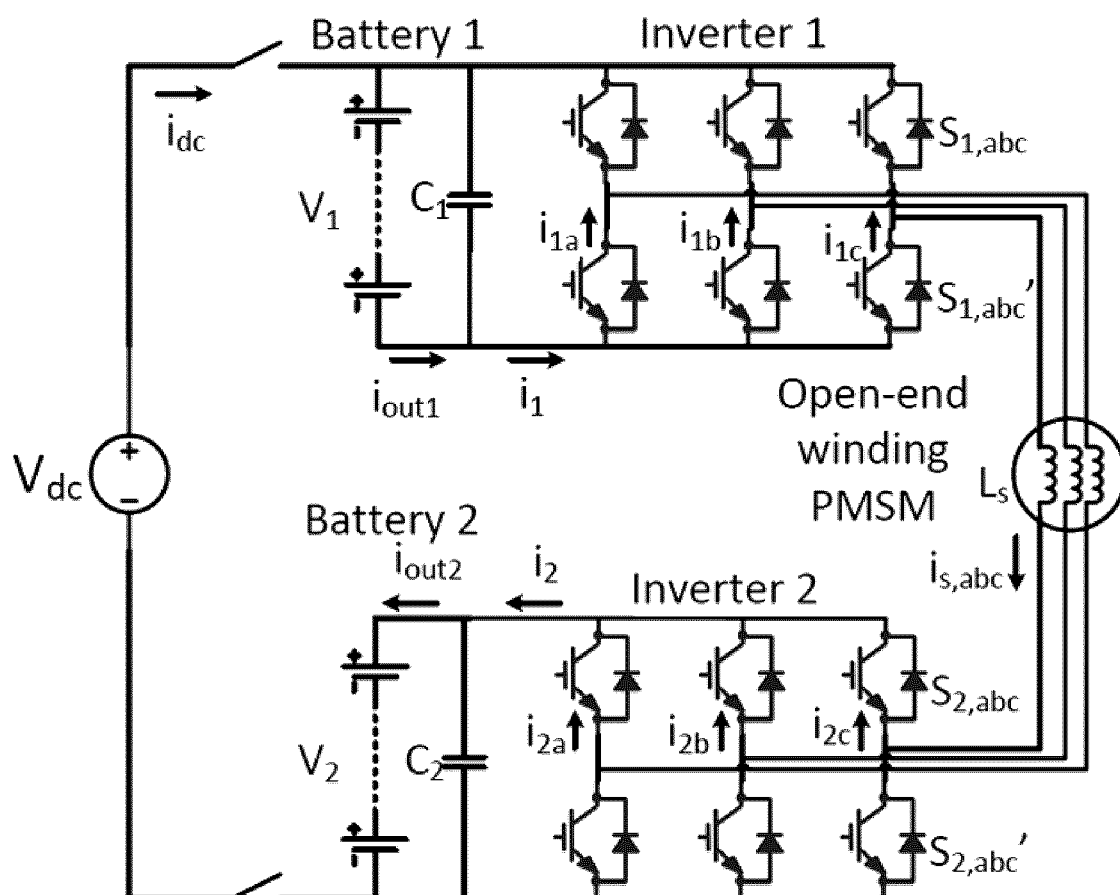 Battery 1
Inverter 1
i_dc
V_1
C_1
S_1,abc
i_1a
i_1b
i_1c
S_1,abc'
i_out1
i_1
Open-end
winding
PMSM
V_dc
+
−
L_s
Battery 2
i_out2
i_2
Inverter 2
i_s,abc
S_2,abc
i_2a
i_2b
i_2c
V_2
C_2
S_2,abc'